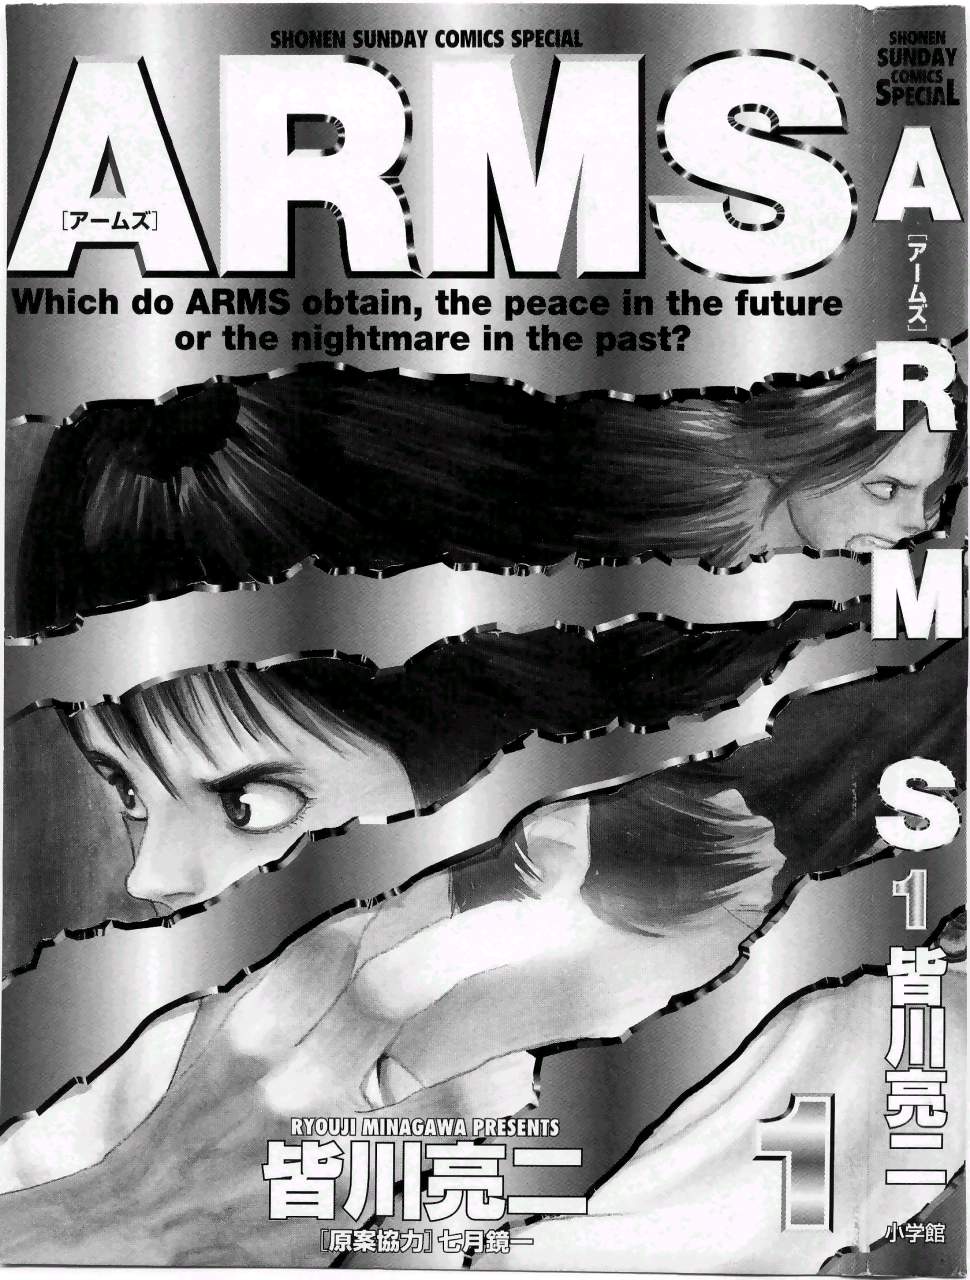 SHONEN SUNDAY COMICS SPECIAL
ARMS
[アームズ]
Which do ARMS obtain, the peace in the future
or the nightmare in the past?
RYOUJI MINAGAWA PRESENTS
皆川亮二
[原案協力] 七月鏡一
1
SHONEN
SUNDAY
COMICS
SPECIAL
A
[アームズ]
R
M
S
1
皆川亮二
小学館